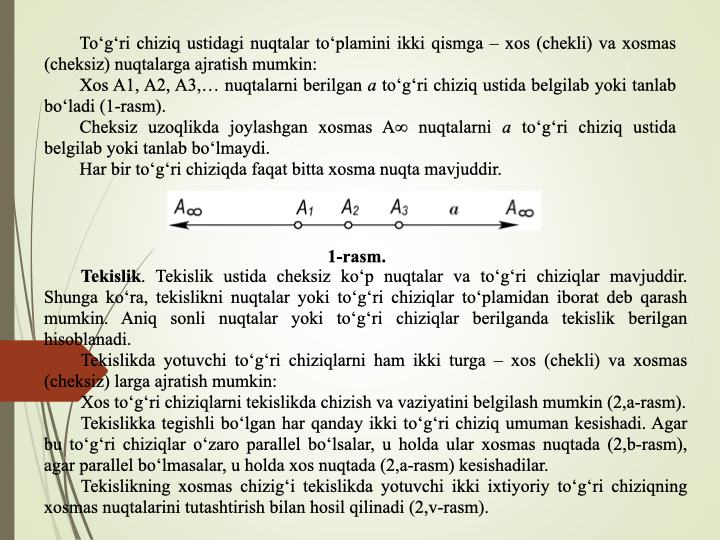 To‘g‘ri chiziq ustidagi nuqtalar to‘plamini ikki qismga – xos (chekli) va xosmas
(cheksiz) nuqtalarga ajratish mumkin:
Xos A1, A2, A3,… nuqtalarni berilgan a to‘g‘ri chiziq ustida belgilab yoki tanlab
bo‘ladi (1-rasm).
Cheksiz uzoqlikda joylashgan xosmas A∞ nuqtalarni a to‘g‘ri chiziq ustida
belgilab yoki tanlab bo‘lmaydi.
Har bir to‘g‘ri chiziqda faqat bitta xosma nuqta mavjuddir.
A∞ A1 A2 A3 a A∞
1-rasm.
Tekislik. Tekislik ustida cheksiz ko‘p nuqtalar va to‘g‘ri chiziqlar mavjuddir.
Shunga ko‘ra, tekislikni nuqtalar yoki to‘g‘ri chiziqlar to‘plamidan iborat deb qarash
mumkin. Aniq sonli nuqtalar yoki to‘g‘ri chiziqlar berilganda tekislik berilgan
hisoblanadi.
Tekislikda yotuvchi to‘g‘ri chiziqlarni ham ikki turga – xos (chekli) va xosmas
(cheksiz) larga ajratish mumkin:
Xos to‘g‘ri chiziqlarni tekislikda chizish va vaziyatini belgilash mumkin (2,a-rasm).
Tekislikka tegishli bo‘lgan har qanday ikki to‘g‘ri chiziq umuman kesishadi. Agar
bu to‘g‘ri chiziqlar o‘zaro parallel bo‘lsalar, u holda ular xosmas nuqtada (2,b-rasm),
agar parallel bo‘lmasalar, u holda xos nuqtada (2,a-rasm) kesishadilar.
Tekislikning xosmas chizig‘i tekislikda yotuvchi ikki ixtiyoriy to‘g‘ri chiziqning
xosmas nuqtalarini tutashtirish bilan hosil qilinadi (2,v-rasm).